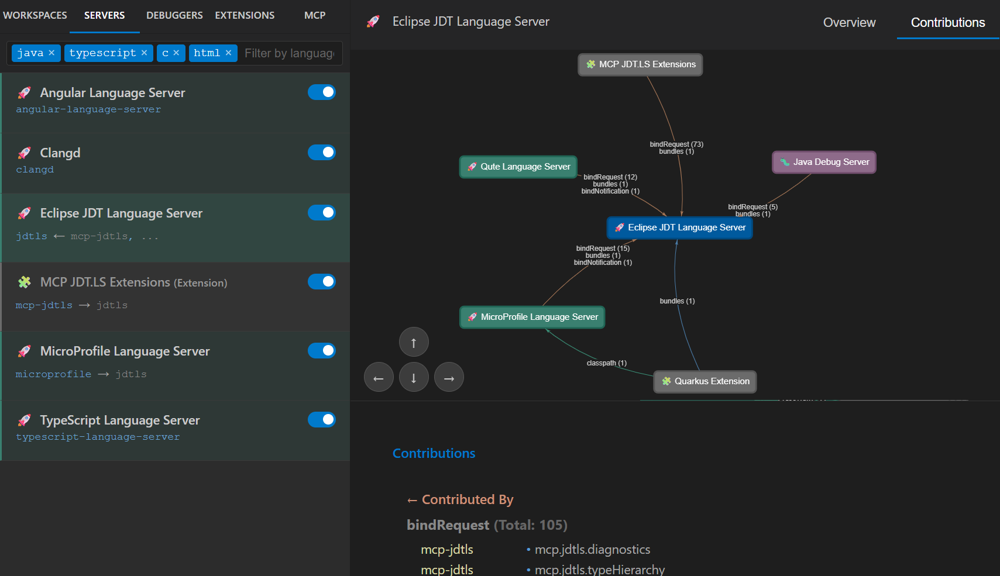 WORKSPACES SERVERS DEBUGGERS EXTENSIONS MCP
java × typescript × c × html × Filter by language
Angular Language Server
angular-language-server
Clangd
clangd
Eclipse JDT Language Server
jdtls ← mcp-jdtls, ...
MCP JDT.LS Extensions (Extension)
mcp-jdtls → jdtls
MicroProfile Language Server
microprofile → jdtls
TypeScript Language Server
typescript-language-server
Eclipse JDT Language Server
Overview Contributions
MCP JDT.LS Extensions
bindRequest (73)
bundles (1)
Qute Language Server
Java Debug Server
bindRequest (12)
bundles (1)
bindNotification (1)
bindRequest (5)
bundles (1)
Eclipse JDT Language Server
bindRequest (15)
bundles (1)
bindNotification (1)
bundles (1)
MicroProfile Language Server
↑
← ↓ →
classpath (1)
Quarkus Extension
Contributions
← Contributed By
bindRequest (Total: 105)
mcp-jdtls • mcp.jdtls.diagnostics
mcp-jdtls • mcp.jdtls.typeHierarchy